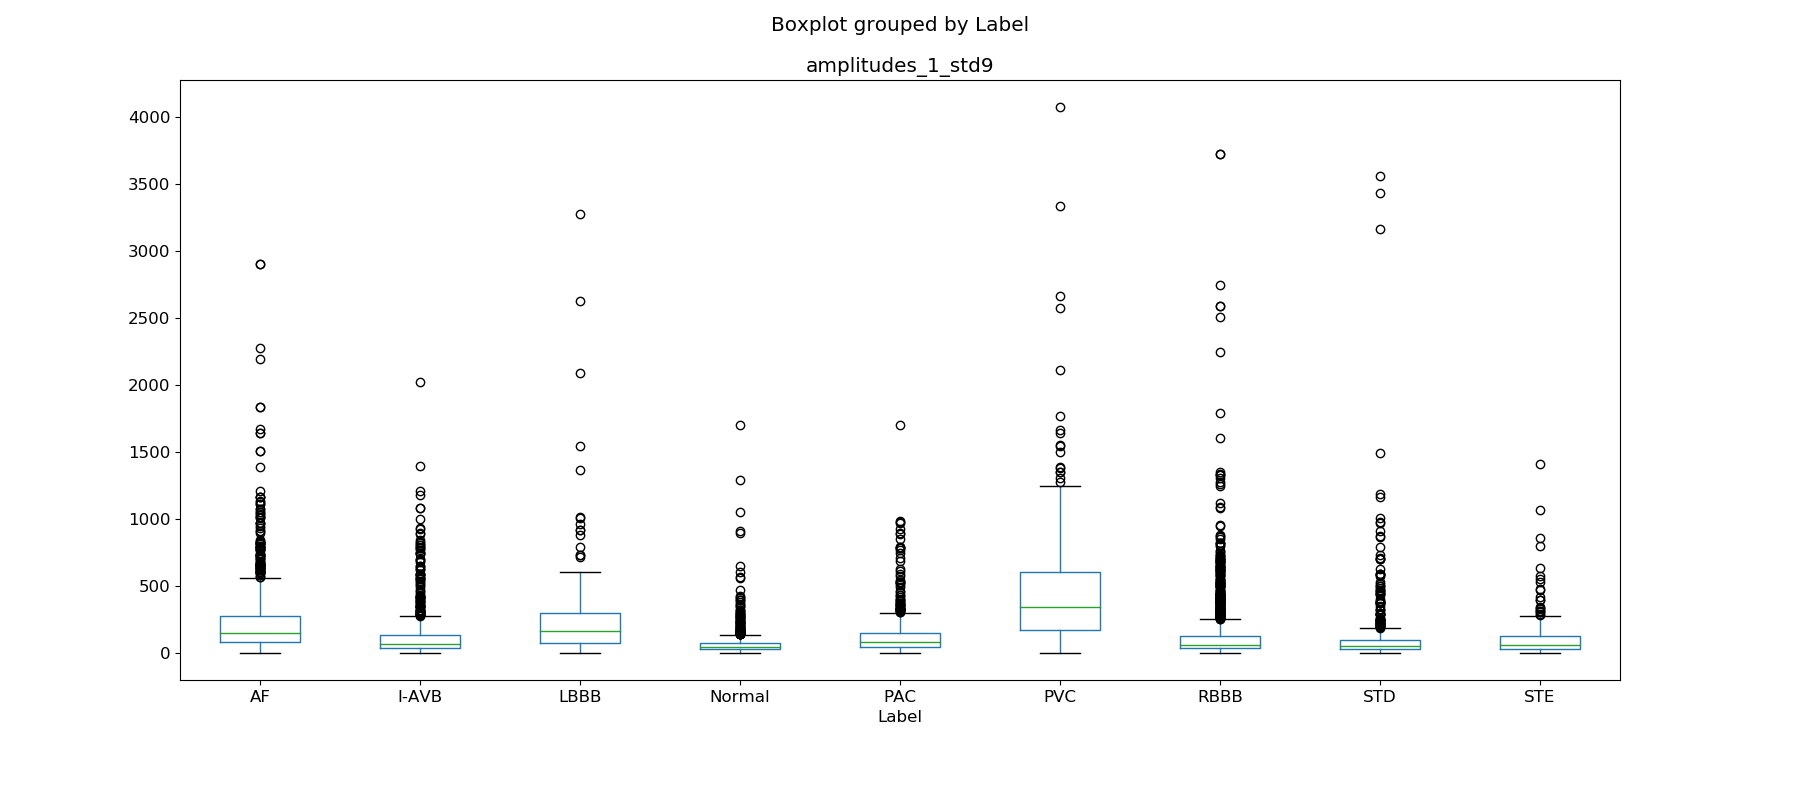 Boxplot grouped by Label
amplitudes_1_std9
4000
3500
3000
2500
2000
1500
1000
500
0
AF I-AVB LBBB Normal PAC PVC RBBB STD STE
Label